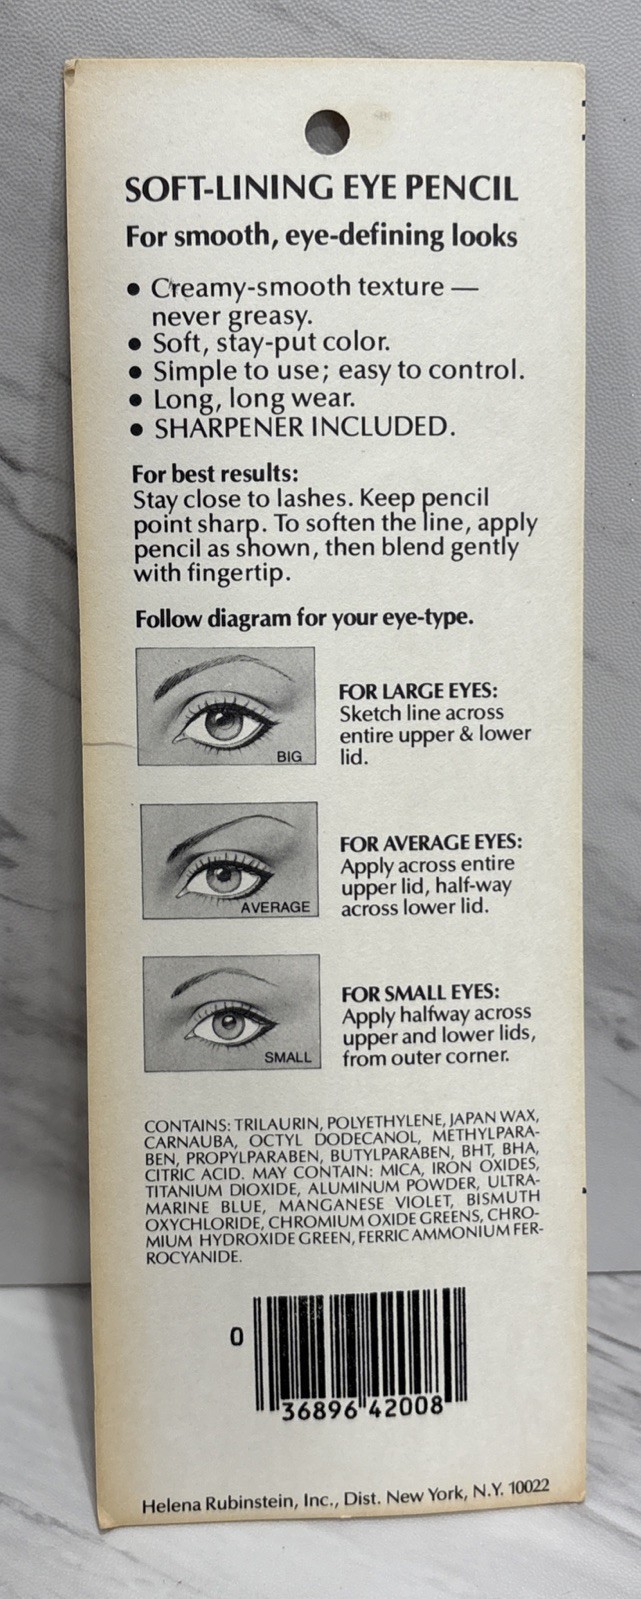 SOFT-LINING EYE PENCIL
For smooth, eye-defining looks
● Creamy-smooth texture —
never greasy.
● Soft, stay-put color.
● Simple to use; easy to control.
● Long, long wear.
● SHARPENER INCLUDED.
For best results:
Stay close to lashes. Keep pencil
point sharp. To soften the line, apply
pencil as shown, then blend gently
with fingertip.
Follow diagram for your eye-type.
BIG
FOR LARGE EYES:
Sketch line across
entire upper & lower
lid.
AVERAGE
FOR AVERAGE EYES:
Apply across entire
upper lid, half-way
across lower lid.
SMALL
FOR SMALL EYES:
Apply halfway across
upper and lower lids,
from outer corner.
CONTAINS: TRILAURIN, POLYETHYLENE, JAPAN WAX,
CARNAUBA, OCTYL DODECANOL, METHYLPARA-
BEN, PROPYLPARABEN, BUTYLPARABEN, BHT, BHA,
CITRIC ACID. MAY CONTAIN: MICA, IRON OXIDES,
TITANIUM DIOXIDE, ALUMINUM POWDER, ULTRA-
MARINE BLUE, MANGANESE VIOLET, BISMUTH
OXYCHLORIDE, CHROMIUM OXIDE GREENS, CHRO-
MIUM HYDROXIDE GREEN, FERRIC AMMONIUM FER-
ROCYANIDE.
0 36896 42008
Helena Rubinstein, Inc., Dist. New York, N.Y. 10022